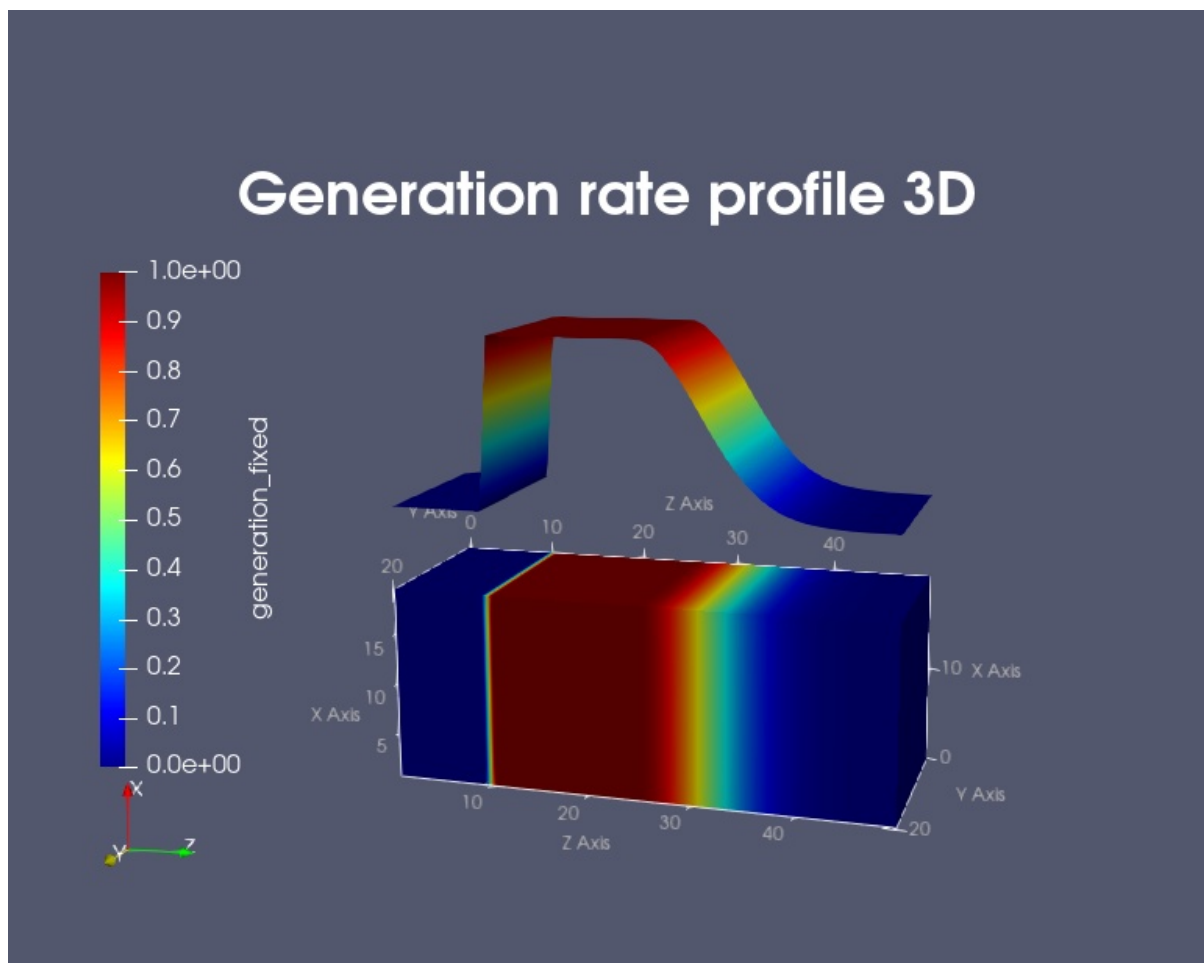 Generation rate profile 3D
1.0e+00
0.9
0.8
0.7
0.6
0.5
0.4
0.3
0.2
0.1
0.0e+00
generation_fixed
Y Axis
Z Axis
0
10
20
30
40
20
15
10
5
X Axis
10 X Axis
0
Y Axis
20
10
20
30
40
Z Axis
X
Y
Z